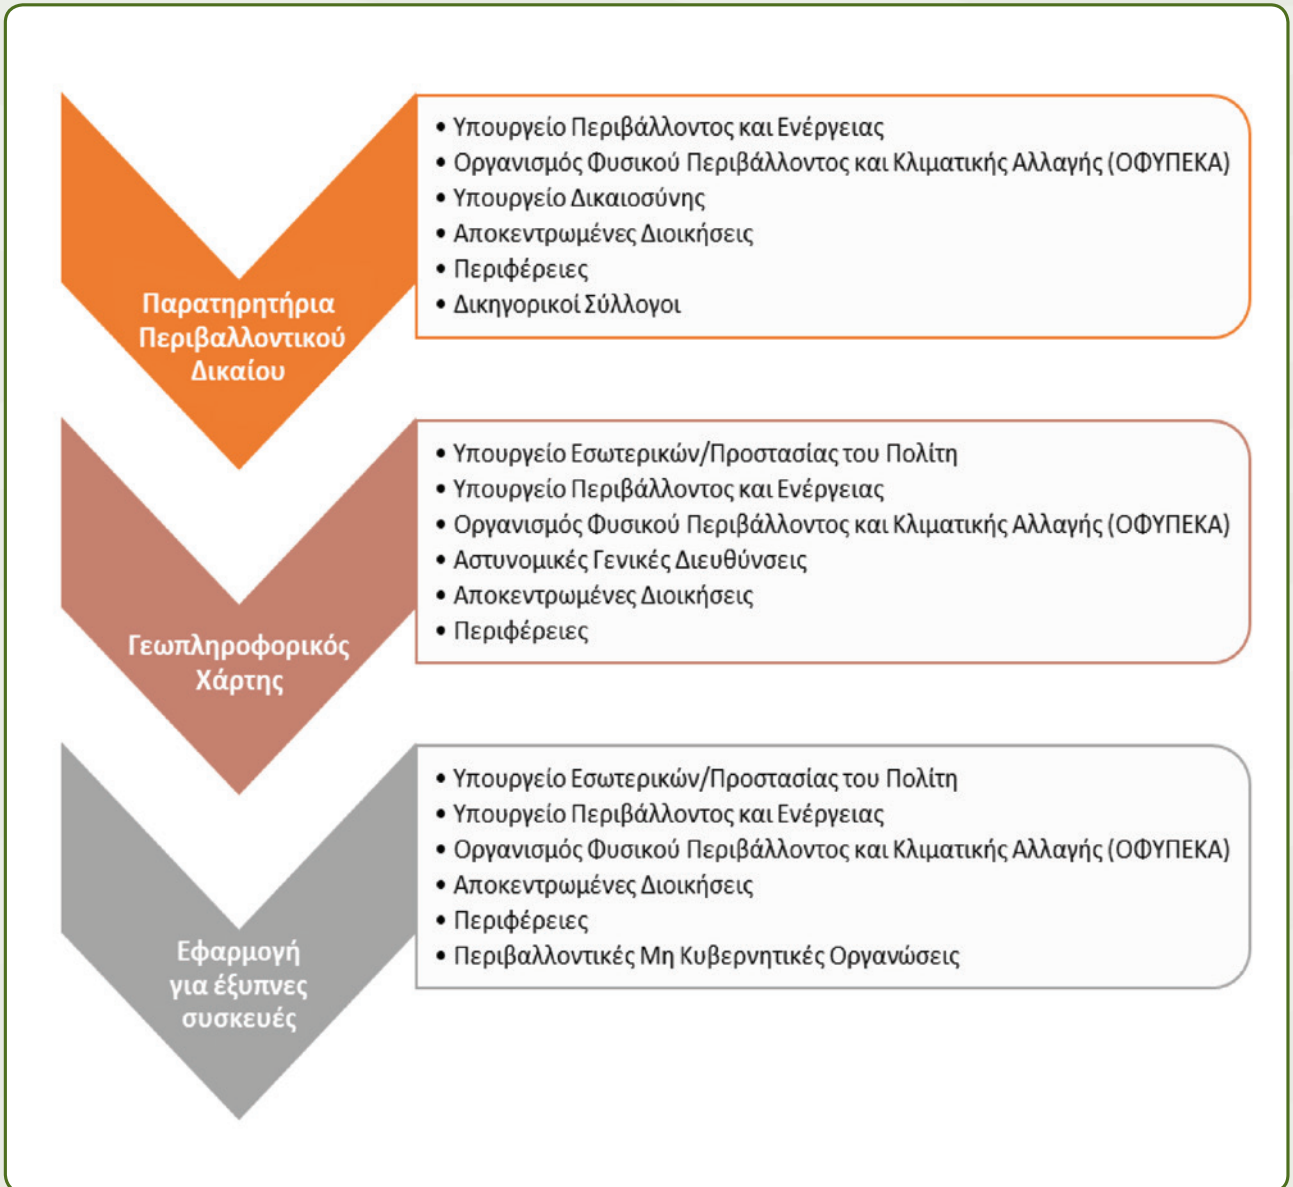 Παρατηρητήρια
Περιβαλλοντικού
Δικαίου
• Υπουργείο Περιβάλλοντος και Ενέργειας
• Οργανισμός Φυσικού Περιβάλλοντος και Κλιματικής Αλλαγής (ΟΦΥΠΕΚΑ)
• Υπουργείο Δικαιοσύνης
• Αποκεντρωμένες Διοικήσεις
• Περιφέρειες
• Δικηγορικοί Σύλλογοι
Γεωπληροφορικός
Χάρτης
• Υπουργείο Εσωτερικών/Προστασίας του Πολίτη
• Υπουργείο Περιβάλλοντος και Ενέργειας
• Οργανισμός Φυσικού Περιβάλλοντος και Κλιματικής Αλλαγής (ΟΦΥΠΕΚΑ)
• Αστυνομικές Γενικές Διευθύνσεις
• Αποκεντρωμένες Διοικήσεις
• Περιφέρειες
Εφαρμογή
για έξυπνες
συσκευές
• Υπουργείο Εσωτερικών/Προστασίας του Πολίτη
• Υπουργείο Περιβάλλοντος και Ενέργειας
• Οργανισμός Φυσικού Περιβάλλοντος και Κλιματικής Αλλαγής (ΟΦΥΠΕΚΑ)
• Αποκεντρωμένες Διοικήσεις
• Περιφέρειες
• Περιβαλλοντικές Μη Κυβερνητικές Οργανώσεις